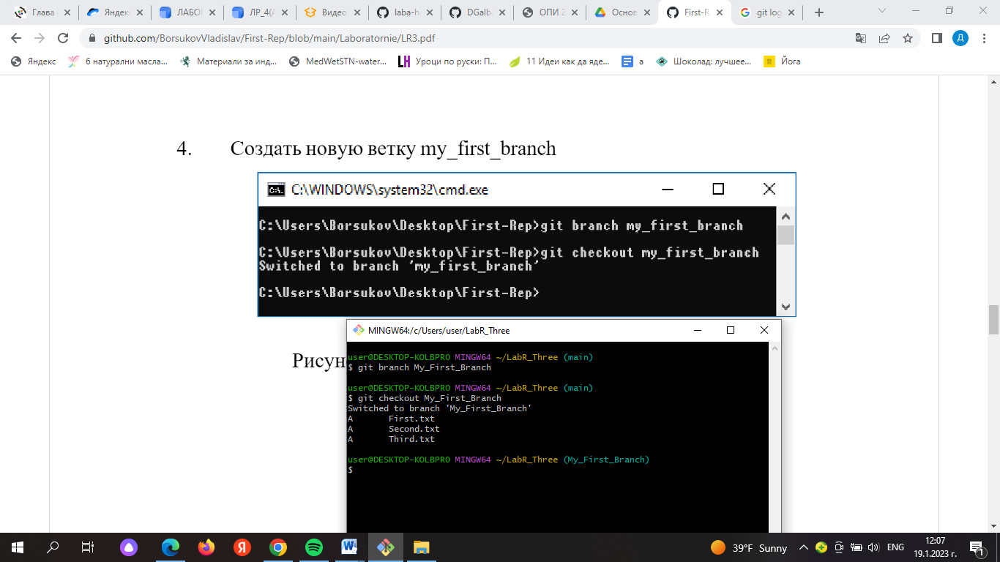 Глава
Яндек
ЛАБОР
ЛР_4(А
Видео
laba-h
DGalba
ОПИ 2
Основ
First-R
git log
github.com/BorsukovVladislav/First-Rep/blob/main/Laboratornie/LR3.pdf
Д
Яндекс
6 натурални масла...
Материали за инд...
MedWetSTN-water...
LH Уроци по руски: П...
11 Идеи как да яде...
а
Шоколад: лучшее...
Йога
4. Создать новую ветку my_first_branch
C:\WINDOWS\system32\cmd.exe
C:\Users\Borsukov\Desktop\First-Rep>git branch my_first_branch
C:\Users\Borsukov\Desktop\First-Rep>git checkout my_first_branch
Switched to branch 'my_first_branch'
C:\Users\Borsukov\Desktop\First-Rep>
Рисун
MINGW64:/c/Users/user/LabR_Three
user@DESKTOP-KOLBPRO MINGW64 ~/LabR_Three (main)
$ git branch My_First_Branch
user@DESKTOP-KOLBPRO MINGW64 ~/LabR_Three (main)
$ git checkout My_First_Branch
Switched to branch 'My_First_Branch'
A First.txt
A Second.txt
A Third.txt
user@DESKTOP-KOLBPRO MINGW64 ~/LabR_Three (My_First_Branch)
$
39°F Sunny
ENG
12:07
19.1.2023 г.
1